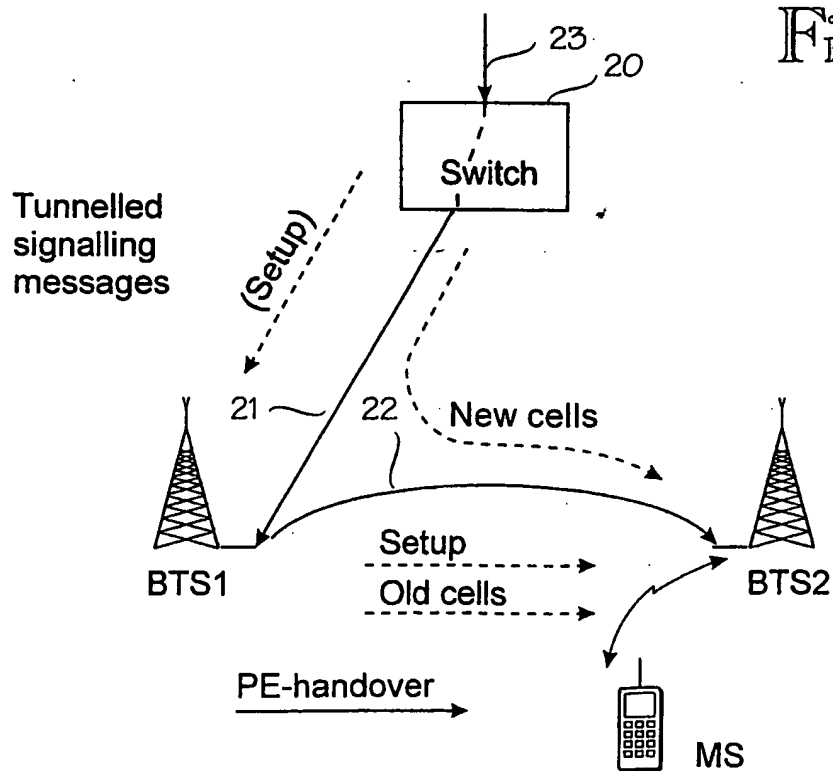 23
20
Switch
Tunnelled
signalling
messages
(Setup)
21
22
New cells
Setup
Old cells
BTS1
BTS2
PE-handover
MS